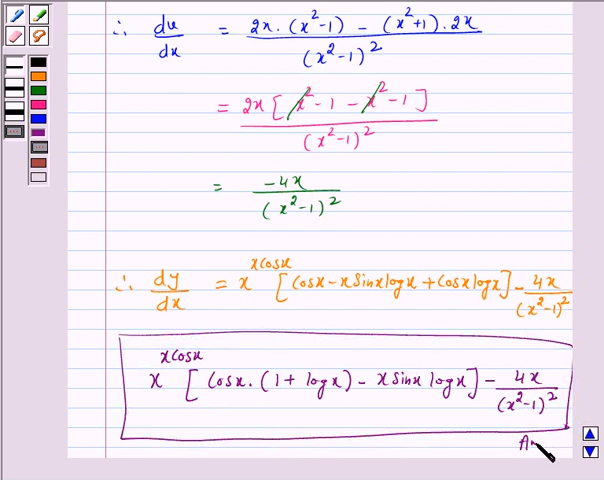 ∴ du/dx = 2x.(x²-1) - (x²+1).2x / (x²-1)²
= 2x[x²-1-x²-1] / (x²-1)²
= -4x / (x²-1)²
∴ dy/dx = x^(x cosx) [cosx - x sinx logx + cosx logx] - 4x/(x²-1)²
x^(x cosx) [cosx.(1+logx) - x sinx logx] - 4x/(x²-1)²